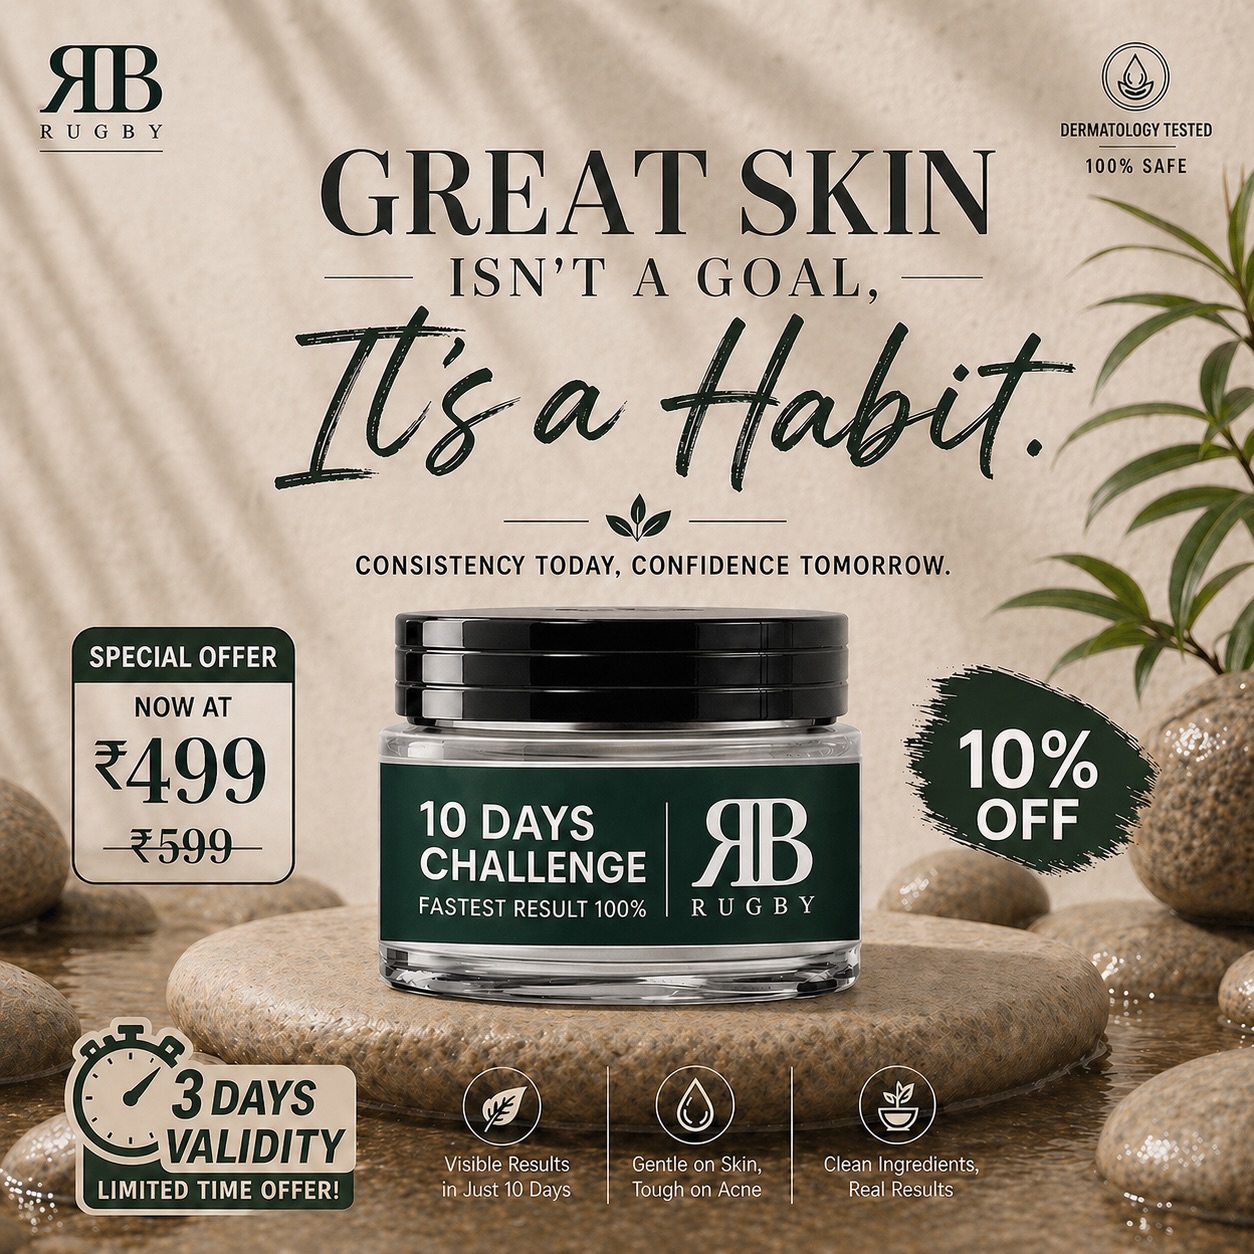 RB
RUGBY
DERMATOLOGY TESTED
100% SAFE
GREAT SKIN
ISN'T A GOAL,
It's a Habit.
CONSISTENCY TODAY, CONFIDENCE TOMORROW.
SPECIAL OFFER
NOW AT
₹499
₹599
10%
OFF
10 DAYS
CHALLENGE
FASTEST RESULT 100%
RB
RUGBY
3 DAYS
VALIDITY
LIMITED TIME OFFER!
Visible Results
in Just 10 Days
Gentle on Skin,
Tough on Acne
Clean Ingredients,
Real Results